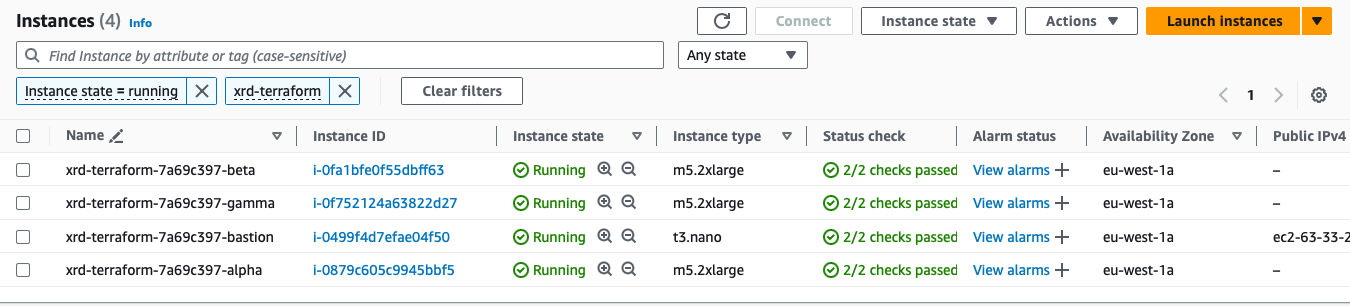 Instances (4) Info
Connect Instance state Actions Launch instances
Find Instance by attribute or tag (case-sensitive) Any state
Instance state = running xrd-terraform Clear filters
1
Name Instance ID Instance state Instance type Status check Alarm status Availability Zone Public IPv4
xrd-terraform-7a69c397-beta i-0fa1bfe0f55dbff63 Running m5.2xlarge 2/2 checks passed View alarms eu-west-1a –
xrd-terraform-7a69c397-gamma i-0f752124a63822d27 Running m5.2xlarge 2/2 checks passed View alarms eu-west-1a –
xrd-terraform-7a69c397-bastion i-0499f4d7efae04f50 Running t3.nano 2/2 checks passed View alarms eu-west-1a ec2-63-33-2
xrd-terraform-7a69c397-alpha i-0879c605c9945bbf5 Running m5.2xlarge 2/2 checks passed View alarms eu-west-1a –